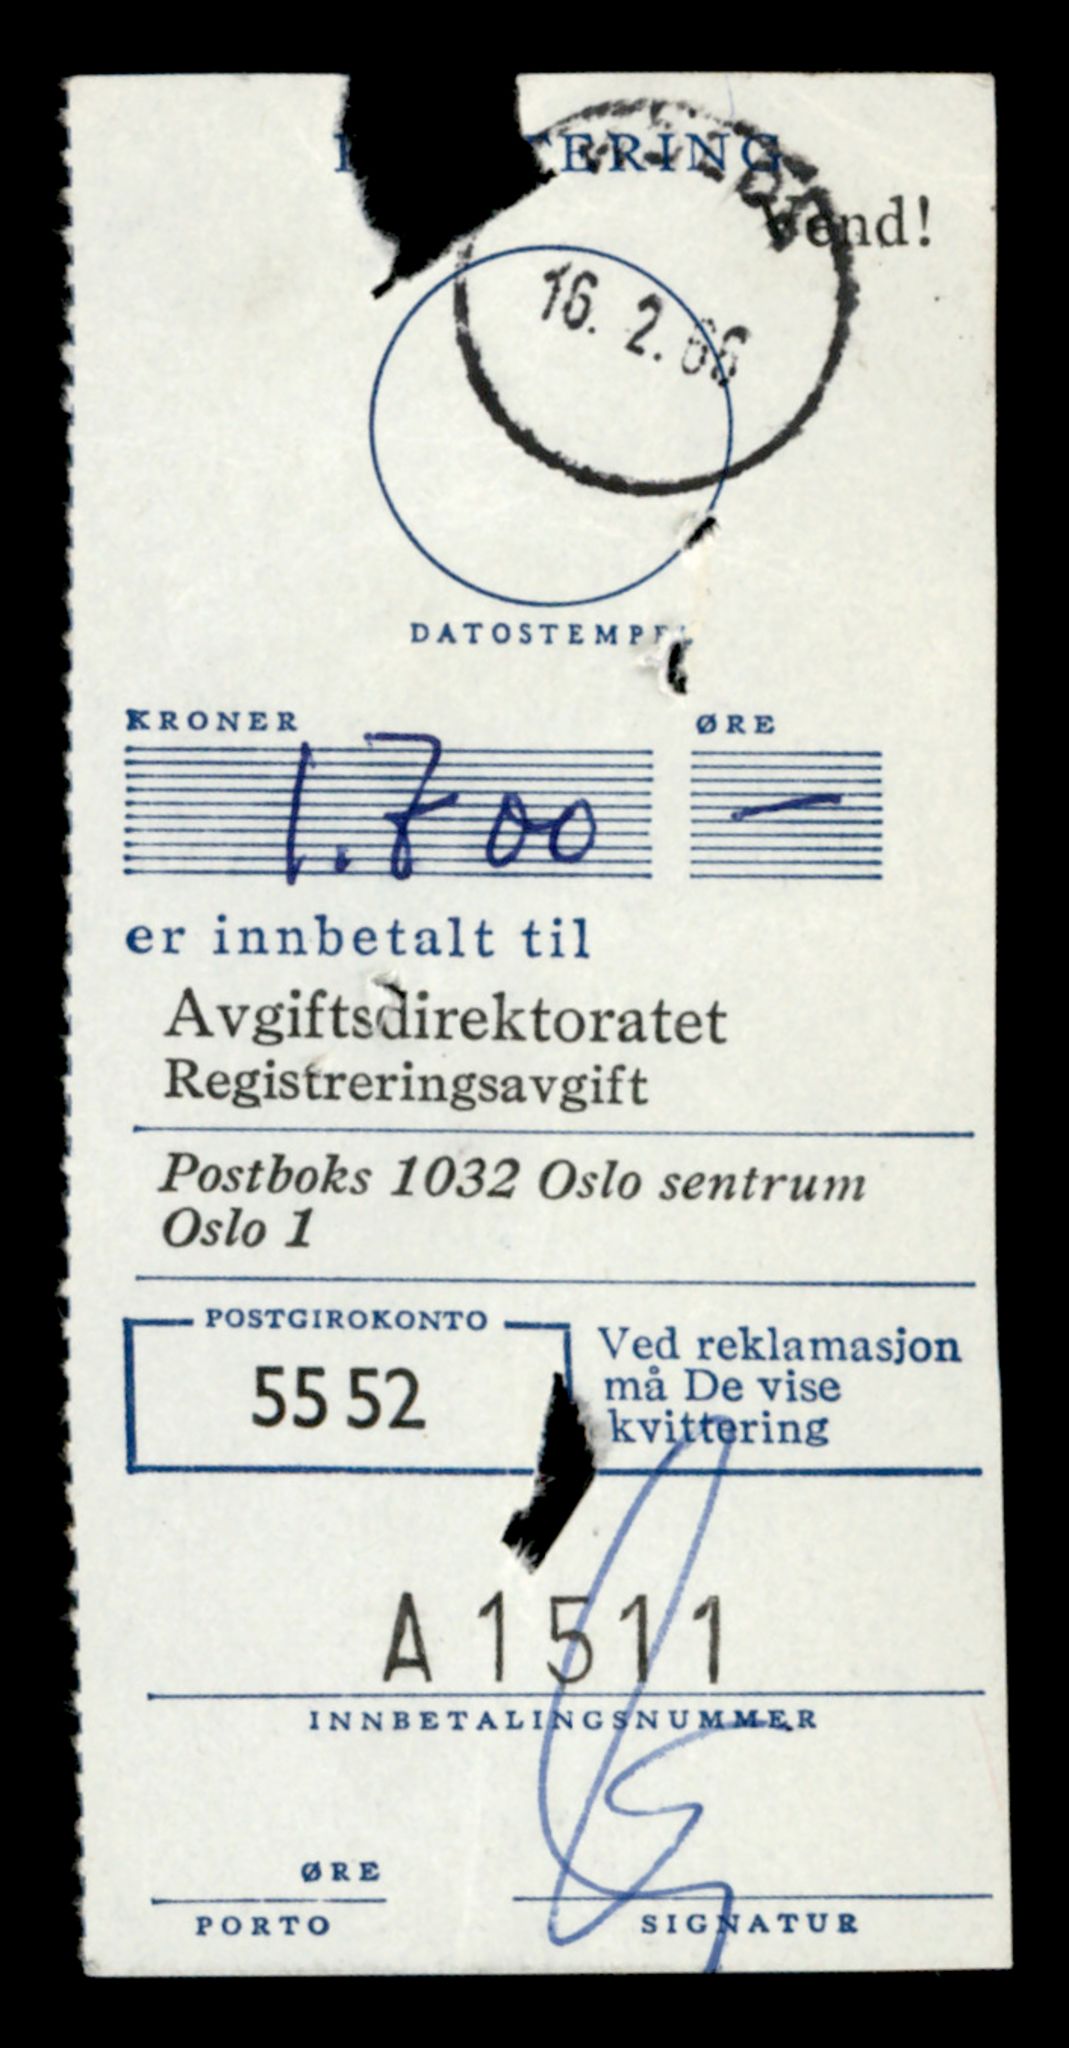 TERING
Vend!
16. 2. 66
DATOSTEMPEL
KRONER ØRE
1.700 —
er innbetalt til
Avgiftsdirektoratet
Registreringsavgift
Postboks 1032 Oslo sentrum
Oslo 1
POSTGIROKONTO
55 52
Ved reklamasjon
må De vise
kvittering
A 1511
INNBETALINGSNUMMER
ØRE
PORTO
SIGNATUR